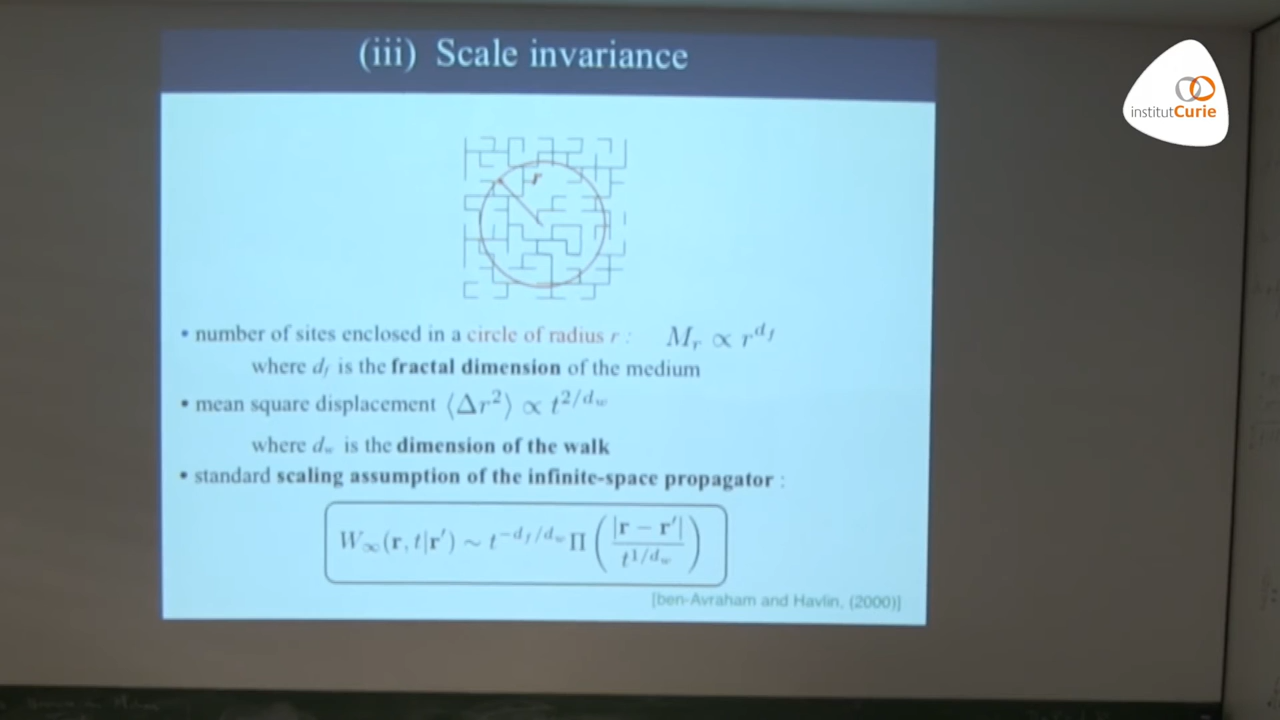 (iii) Scale invariance
institutCurie
r
• number of sites enclosed in a circle of radius r : M_r ∝ r^{d_f}
where d_f is the fractal dimension of the medium
• mean square displacement ⟨Δr²⟩ ∝ t^{2/d_w}
where d_w is the dimension of the walk
• standard scaling assumption of the infinite-space propagator :
W_∞(r, t|r′) ∼ t^{-d_f/d_w} Π ( |r − r′| / t^{1/d_w} )
[ben-Avraham and Havlin, (2000)]